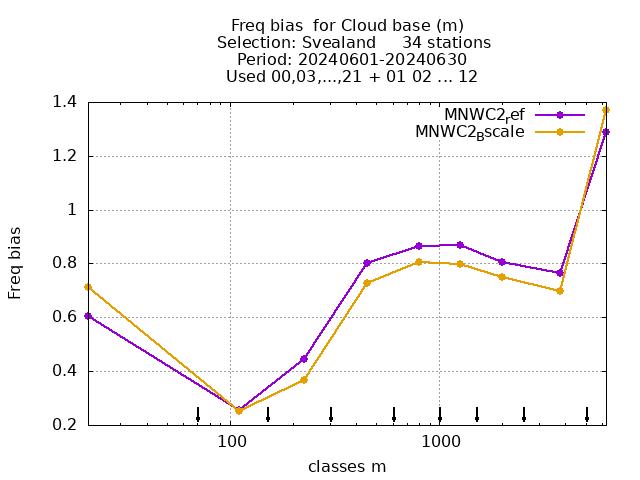 Freq bias  for Cloud base (m)
Selection: Svealand     34 stations
Period: 20240601-20240630
Used 00,03,...,21 + 01 02 ... 12
MNWC2ref
MNWC2Bscale
1.4
1.2
1
0.8
0.6
0.4
0.2
Freq bias
100
1000
classes m